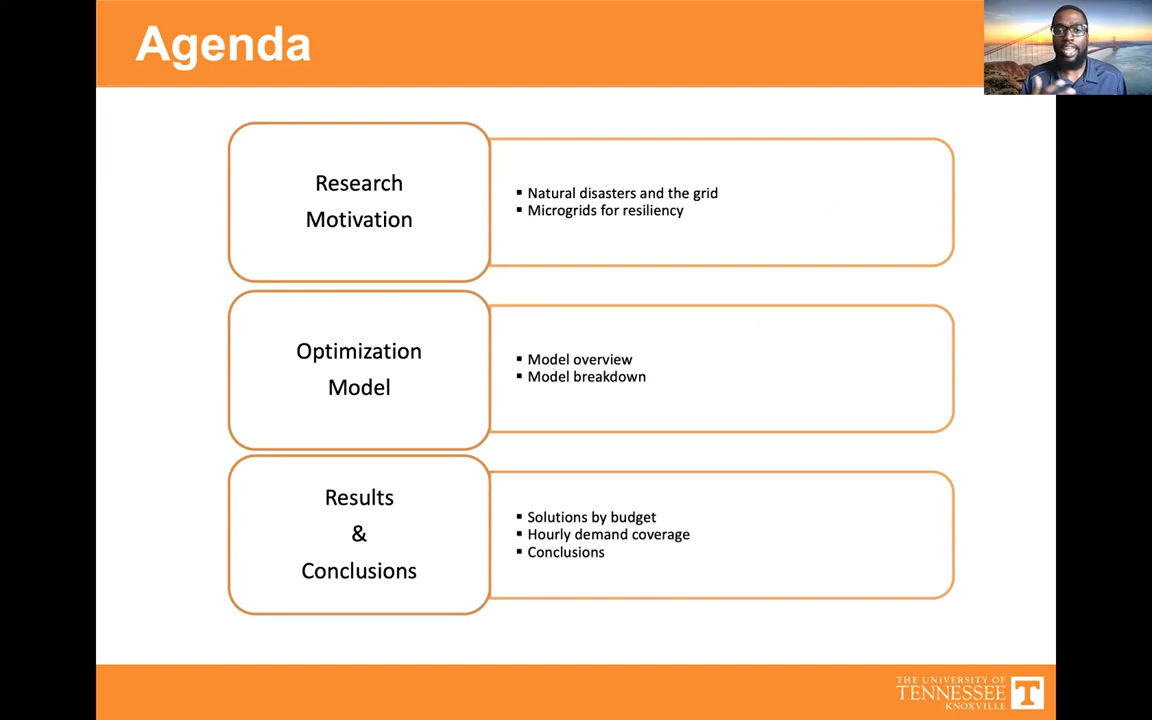 Agenda
Research
Motivation
▪ Natural disasters and the grid
▪ Microgrids for resiliency
Optimization
Model
▪ Model overview
▪ Model breakdown
Results
&
Conclusions
▪ Solutions by budget
▪ Hourly demand coverage
▪ Conclusions
THE UNIVERSITY OF
TENNESSEE
KNOXVILLE
T